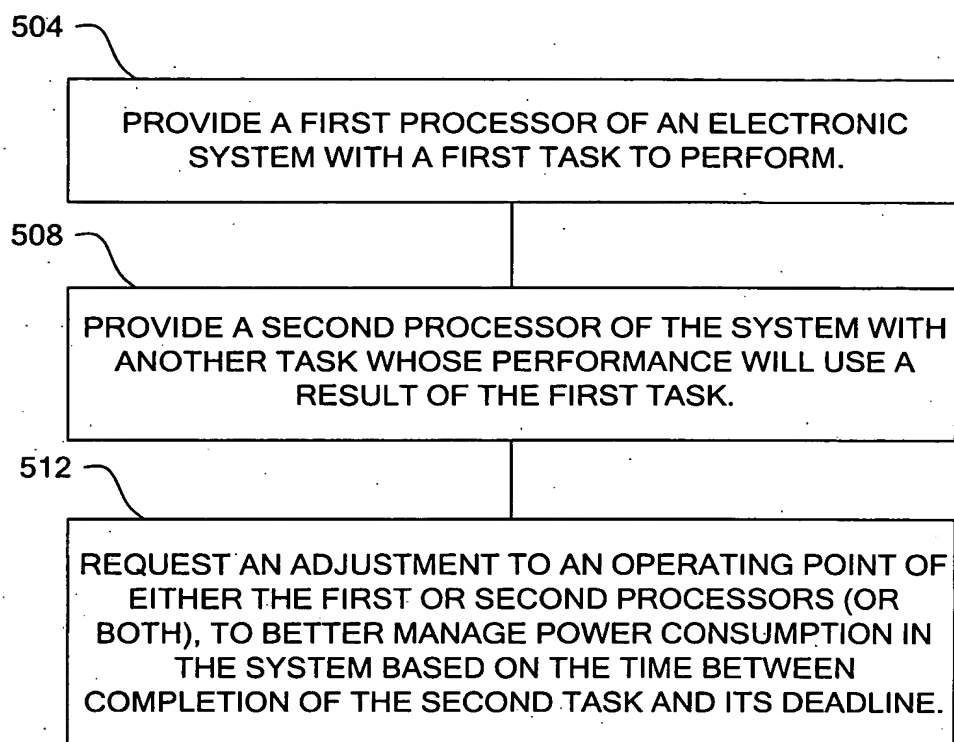 504
PROVIDE A FIRST PROCESSOR OF AN ELECTRONIC
SYSTEM WITH A FIRST TASK TO PERFORM.
508
PROVIDE A SECOND PROCESSOR OF THE SYSTEM WITH
ANOTHER TASK WHOSE PERFORMANCE WILL USE A
RESULT OF THE FIRST TASK.
512
REQUEST AN ADJUSTMENT TO AN OPERATING POINT OF
EITHER THE FIRST OR SECOND PROCESSORS (OR
BOTH), TO BETTER MANAGE POWER CONSUMPTION IN
THE SYSTEM BASED ON THE TIME BETWEEN
COMPLETION OF THE SECOND TASK AND ITS DEADLINE.